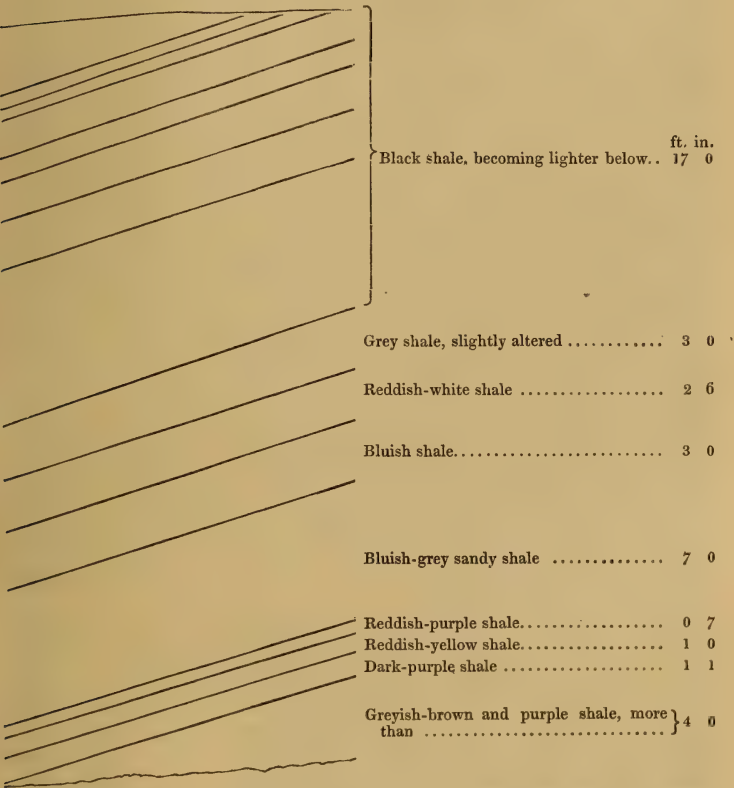 ft. in.
Black shale, becoming lighter below.. 17 0
Grey shale, slightly altered ............ 3 0
Reddish-white shale .................. 2 6
Bluish shale.......................... 3 0
Bluish-grey sandy shale .............. 7 0
Reddish-purple shale.................. 0 7
Reddish-yellow shale.................. 1 0
Dark-purple shale .................... 1 1
Greyish-brown and purple shale, more } 4 0
than ..............................